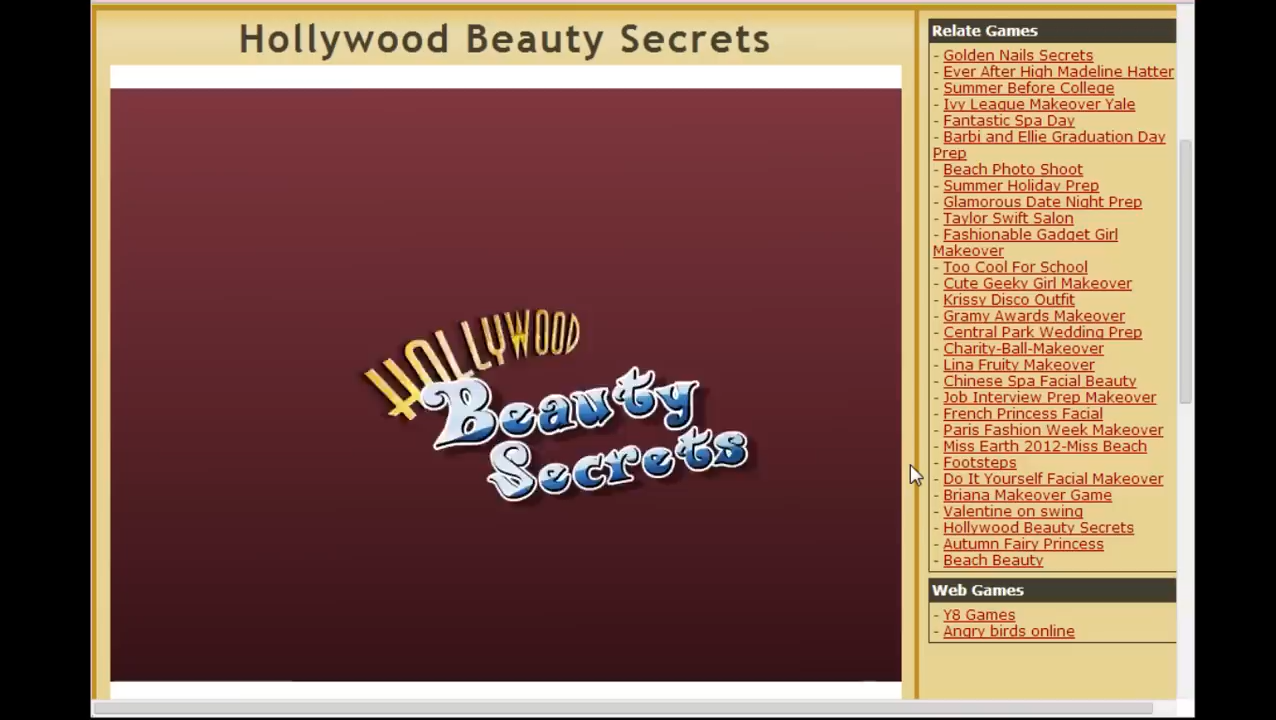 Hollywood Beauty Secrets
HOLLYWOOD
Beauty
Secrets
Relate Games
- Golden Nails Secrets
- Ever After High Madeline Hatter
- Summer Before College
- Ivy League Makeover Yale
- Fantastic Spa Day
- Barbi and Ellie Graduation Day
Prep
- Beach Photo Shoot
- Summer Holiday Prep
- Glamorous Date Night Prep
- Taylor Swift Salon
- Fashionable Gadget Girl
Makeover
- Too Cool For School
- Cute Geeky Girl Makeover
- Krissy Disco Outfit
- Gramy Awards Makeover
- Central Park Wedding Prep
- Charity-Ball-Makeover
- Lina Fruity Makeover
- Chinese Spa Facial Beauty
- Job Interview Prep Makeover
- French Princess Facial
- Paris Fashion Week Makeover
- Miss Earth 2012-Miss Beach
- Footsteps
- Do It Yourself Facial Makeover
- Briana Makeover Game
- Valentine on swing
- Hollywood Beauty Secrets
- Autumn Fairy Princess
- Beach Beauty
Web Games
- Y8 Games
- Angry birds online